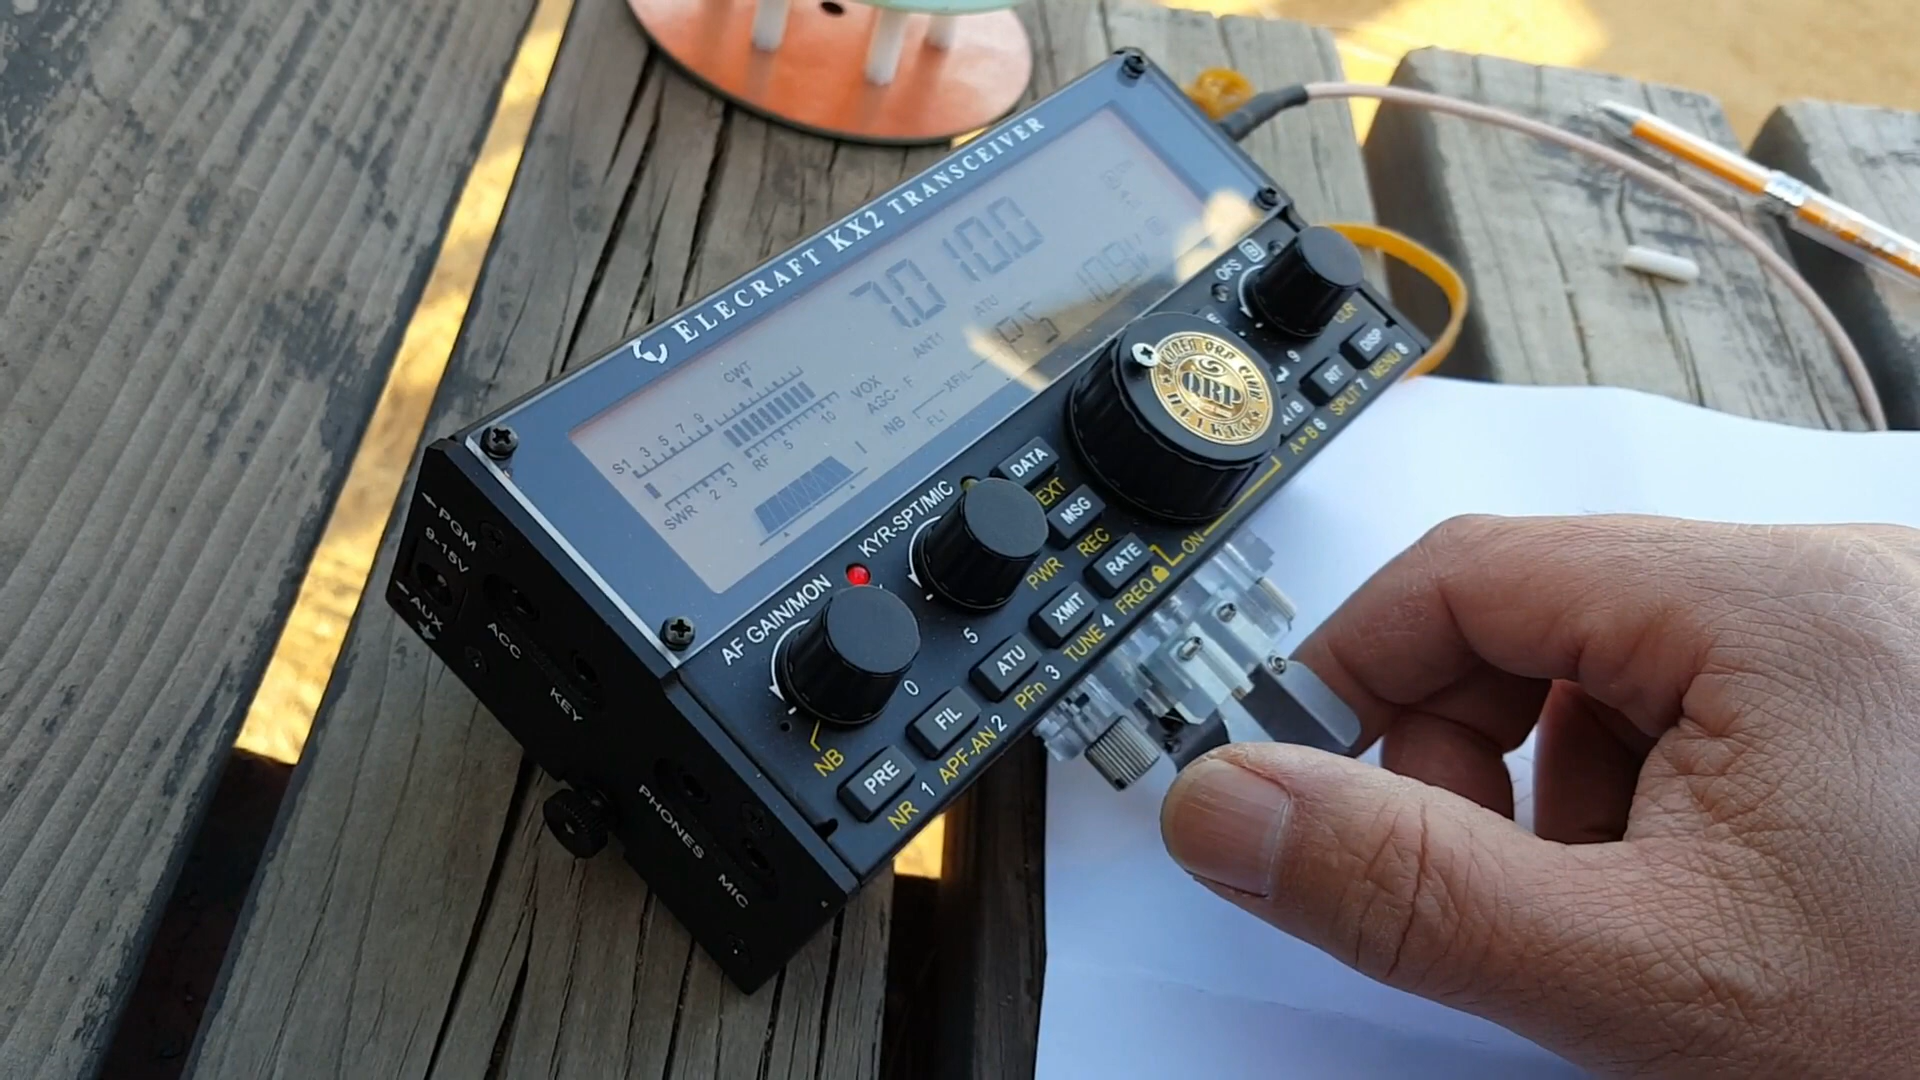 ELECRAFT KX2 TRANSCEIVER
7.010.00
CWT
S1 3 5 7 9
SWR 2 3
RF 5 10
VOX
AGC-F
NB
ANT1
ATU
XFIL
FL1
OFS B
CLR
9
DISP
MENU 8
RIT
SPLIT 7
A/B
A▸B 6
QRP CLUB
QRP
AF GAIN/MON
KYR-SPT/MIC
DATA
EXT
MSG
REC
RATE
FREQ
ON
PWR
XMIT
TUNE 4
5
ATU
PFn 3
0
FIL
APF-AN 2
NB
PRE
NR 1
PGM
9-15V
AUX
ACC
KEY
PHONES
MIC